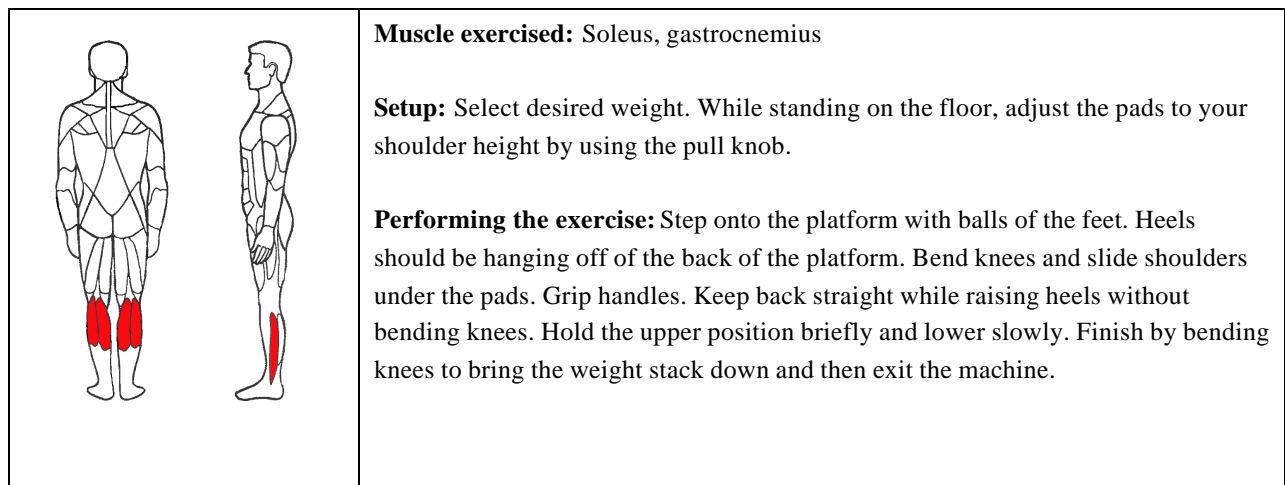 Muscle exercised: Soleus, gastrocnemius
Setup: Select desired weight. While standing on the floor, adjust the pads to your
shoulder height by using the pull knob.
Performing the exercise: Step onto the platform with balls of the feet. Heels
should be hanging off of the back of the platform. Bend knees and slide shoulders
under the pads. Grip handles. Keep back straight while raising heels without
bending knees. Hold the upper position briefly and lower slowly. Finish by bending
knees to bring the weight stack down and then exit the machine.